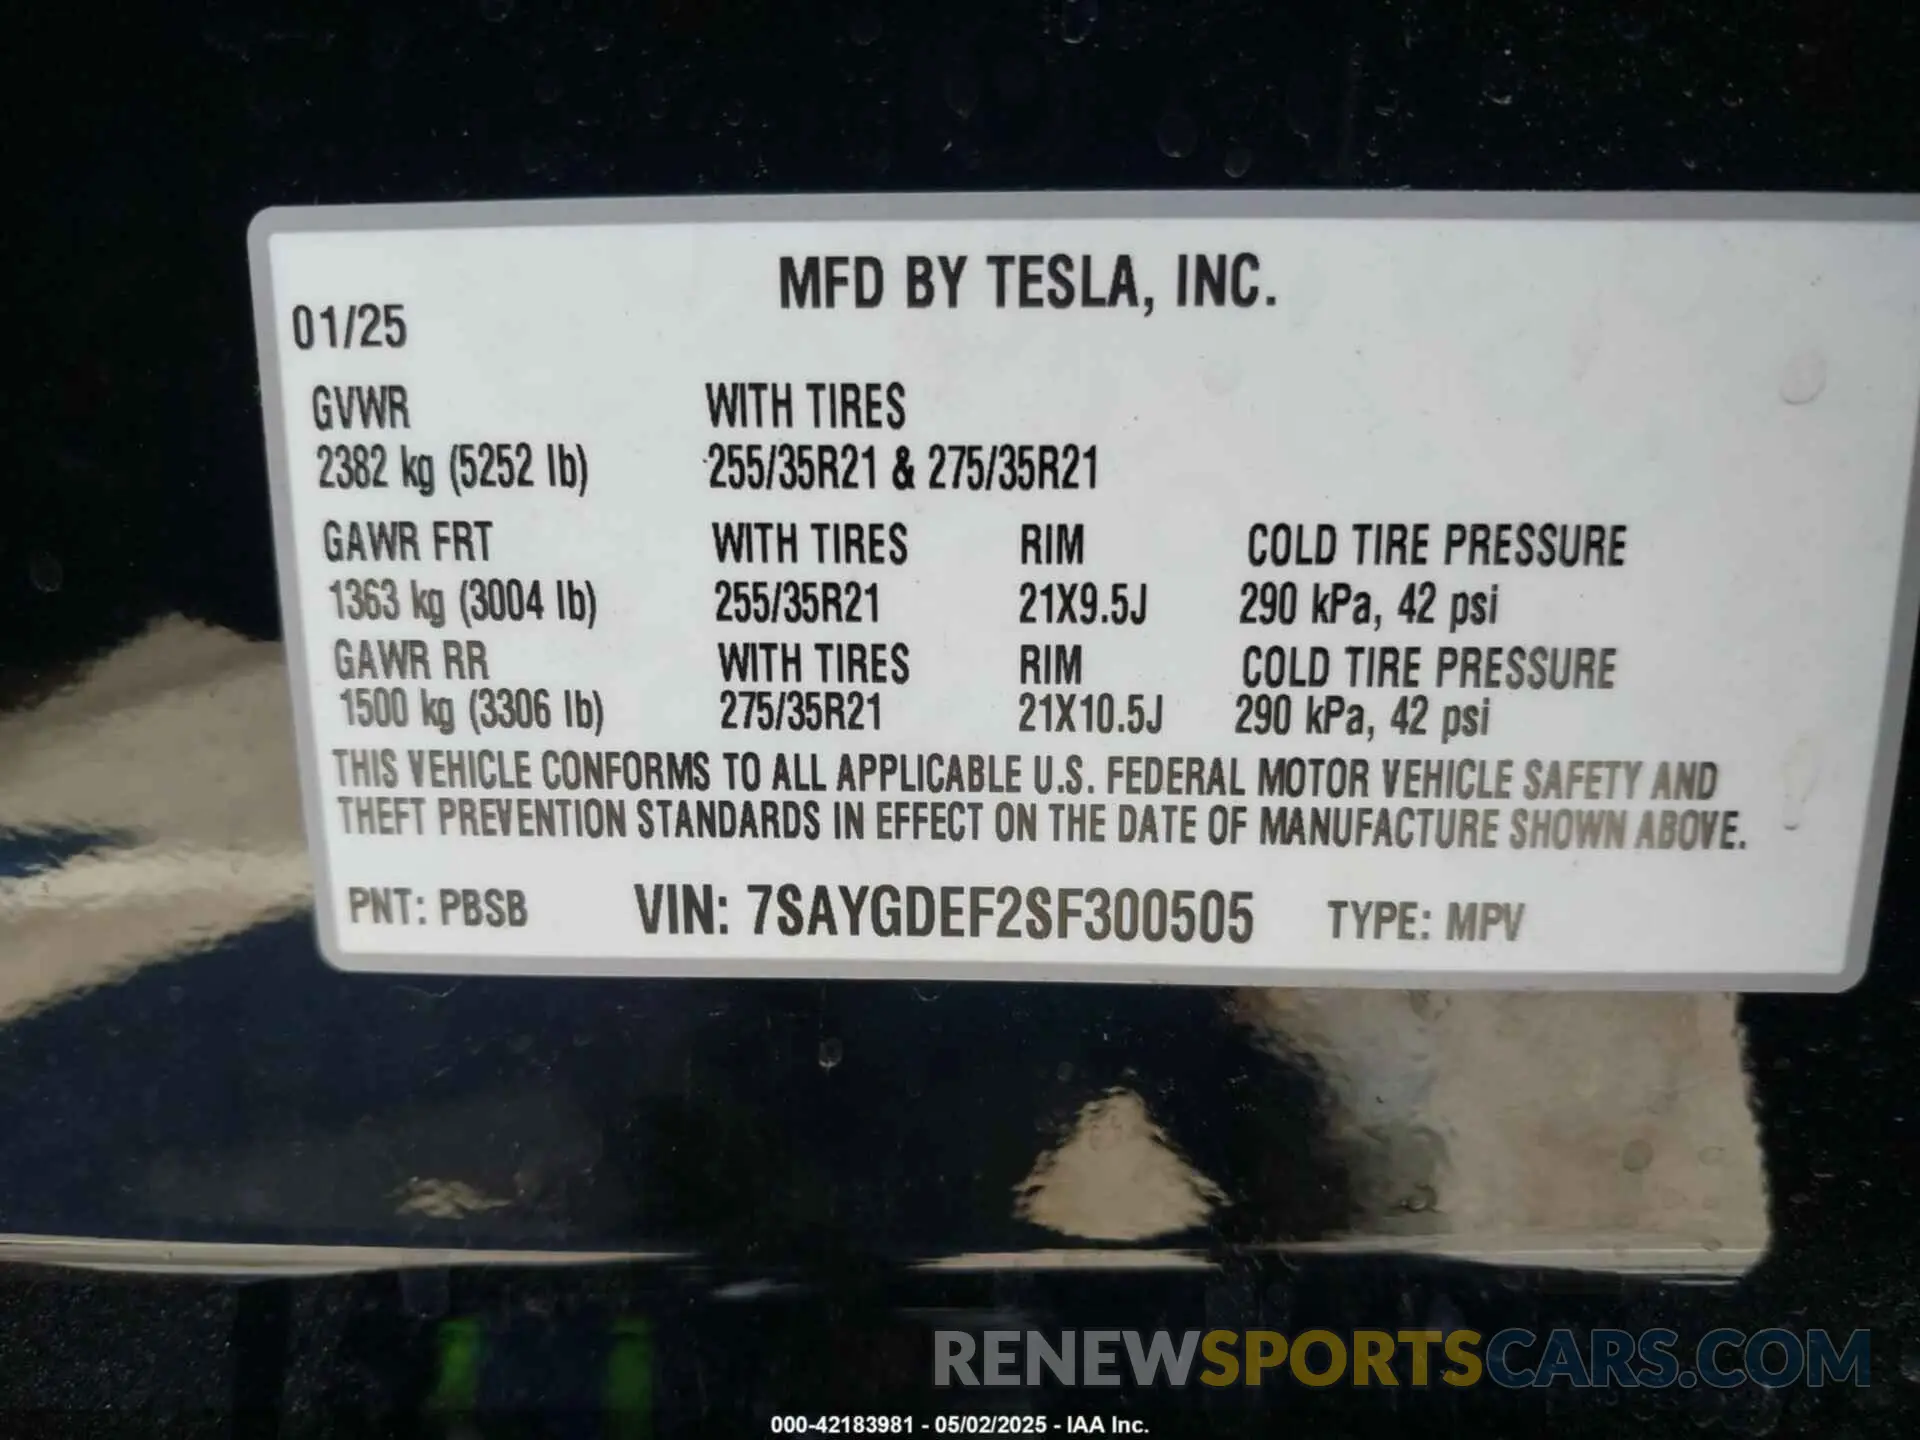 MFD BY TESLA, INC.
01/25
GVWR WITH TIRES
2382 kg (5252 lb) 255/35R21 & 275/35R21
GAWR FRT WITH TIRES RIM COLD TIRE PRESSURE
1363 kg (3004 lb) 255/35R21 21X9.5J 290 kPa, 42 psi
GAWR RR WITH TIRES RIM COLD TIRE PRESSURE
1500 kg (3306 lb) 275/35R21 21X10.5J 290 kPa, 42 psi
THIS VEHICLE CONFORMS TO ALL APPLICABLE U.S. FEDERAL MOTOR VEHICLE SAFETY AND
THEFT PREVENTION STANDARDS IN EFFECT ON THE DATE OF MANUFACTURE SHOWN ABOVE.
PNT: PBSB VIN: 7SAYGDEF2SF300505 TYPE: MPV
RENEWSPORTSCARS.COM
000-42183981 - 05/02/2025 - IAA Inc.